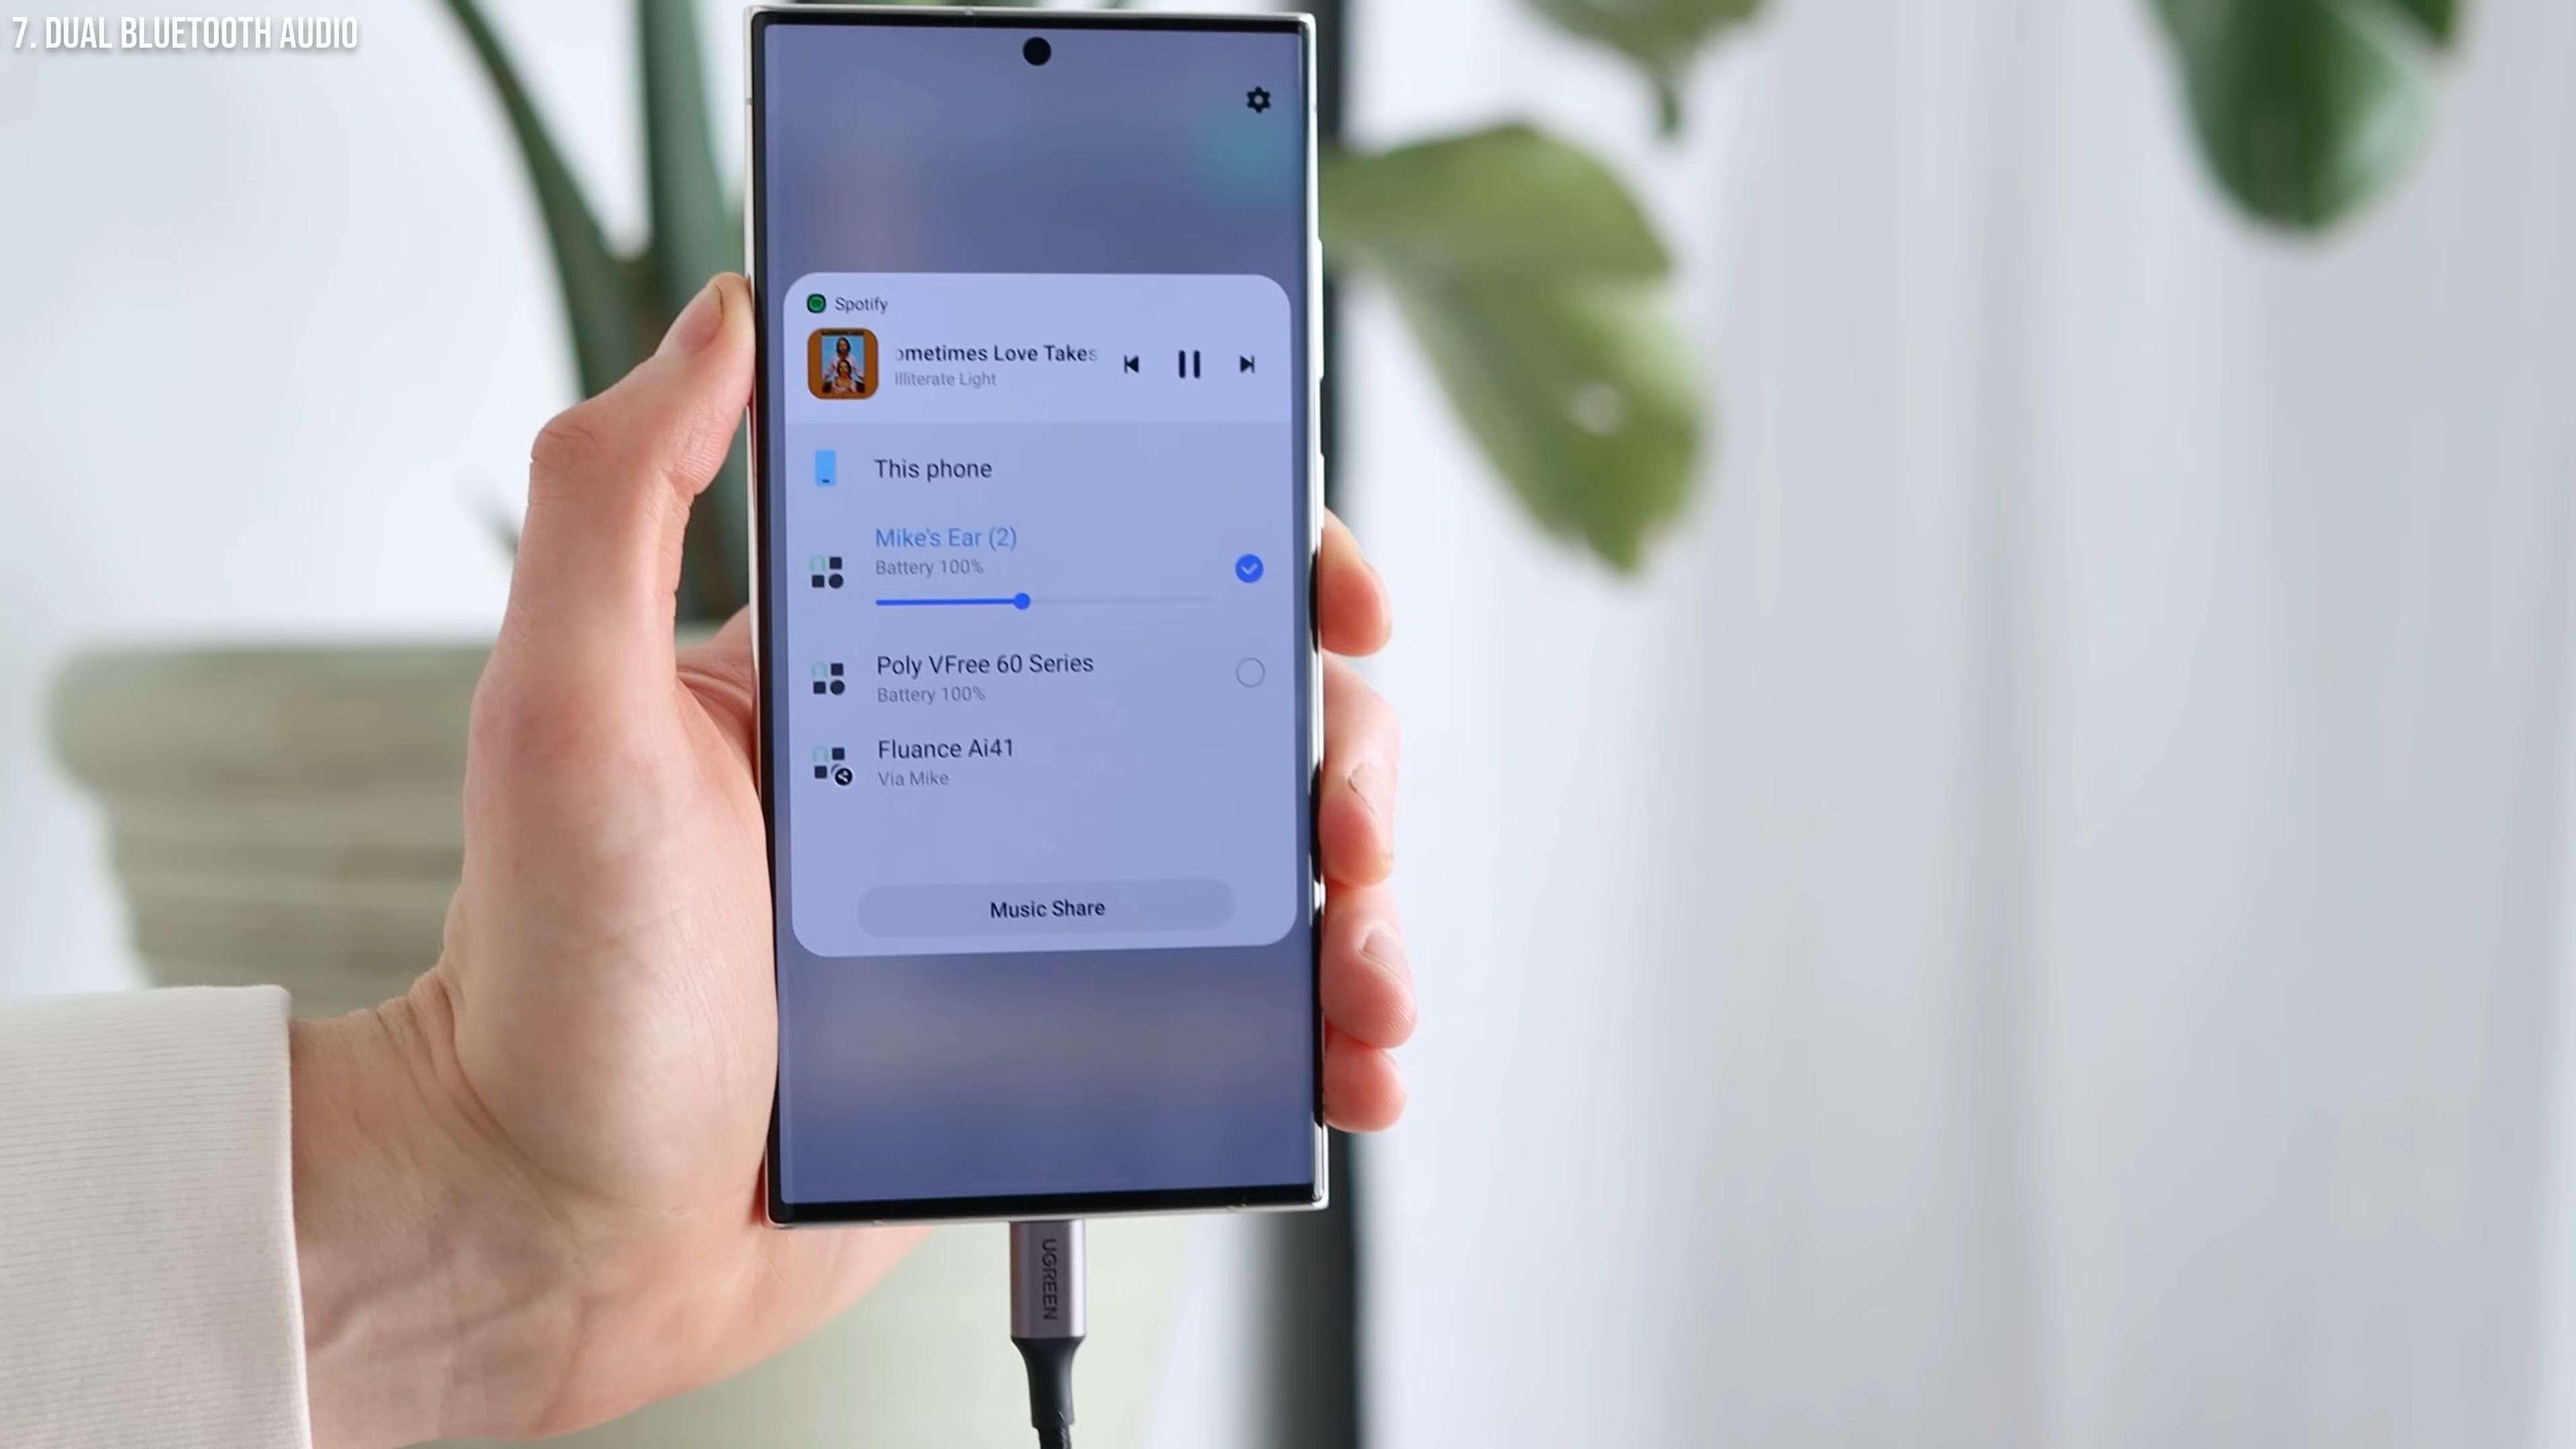 7. DUAL BLUETOOTH AUDIO
Spotify
ometimes Love Takes
Illiterate Light
This phone
Mike's Ear (2)
Battery 100%
Poly VFree 60 Series
Battery 100%
Fluance Ai41
Via Mike
Music Share
UGREEN